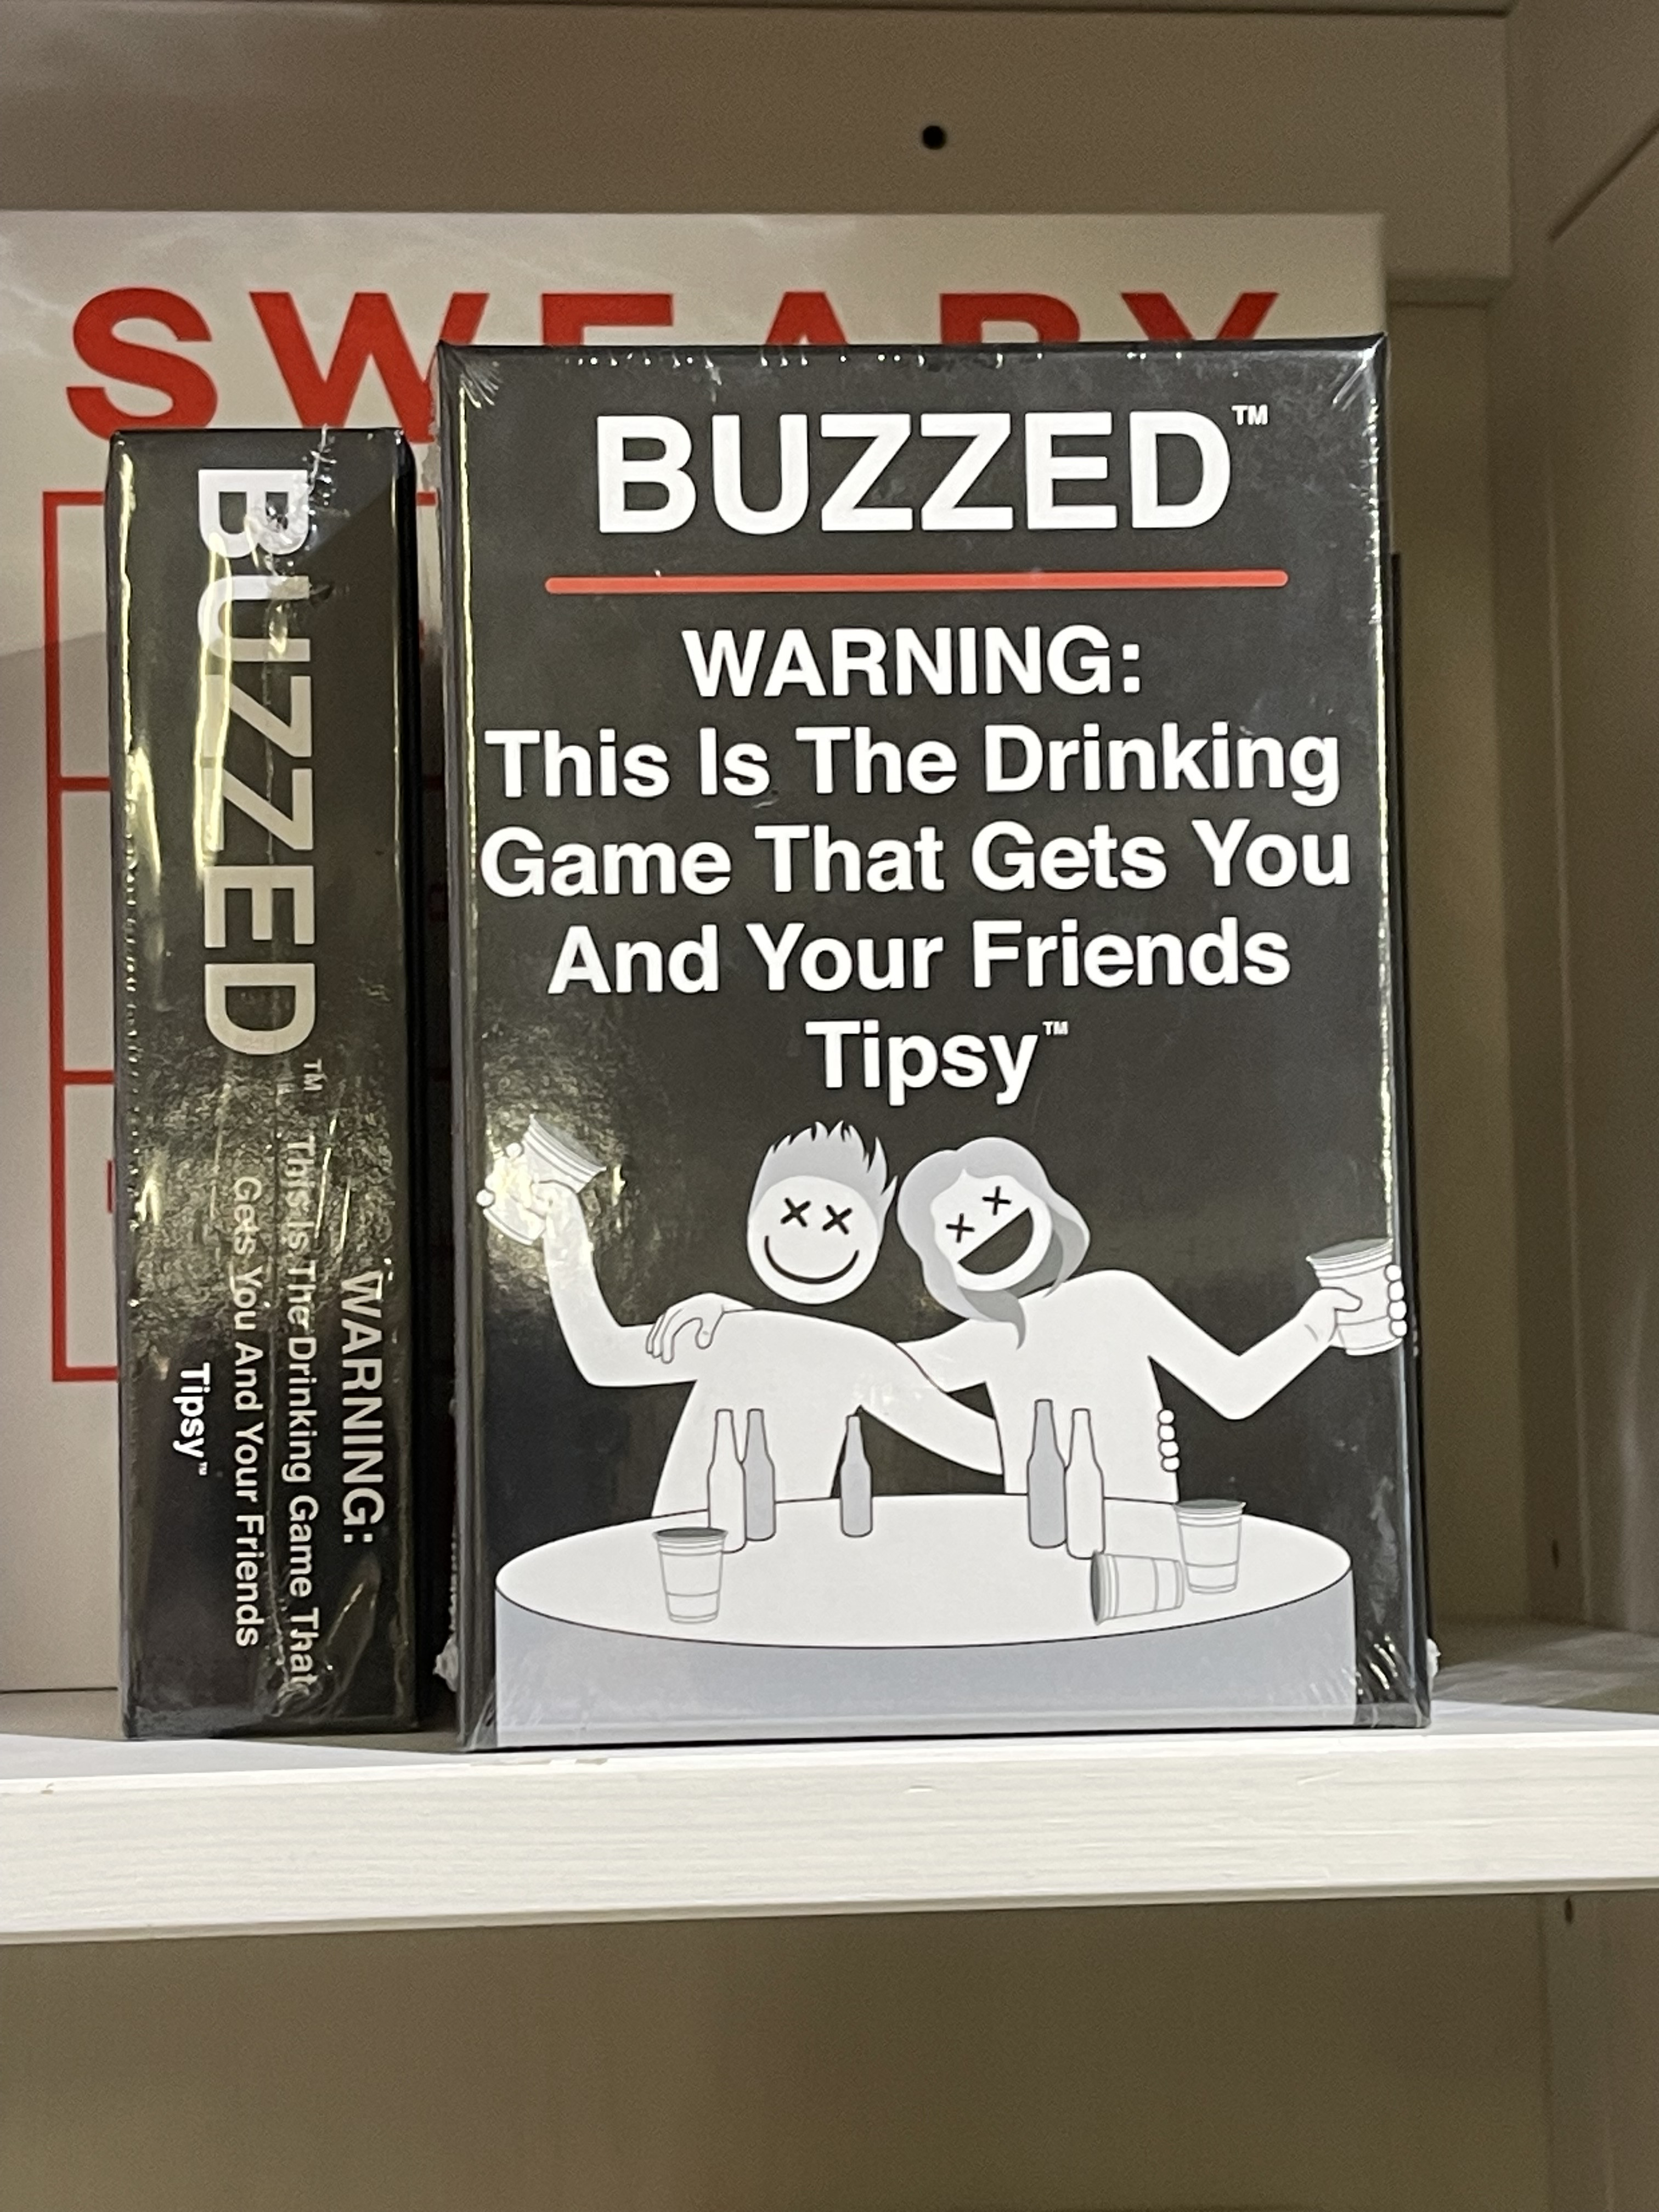 SWEARY
BUZZED™
WARNING:
This Is The Drinking
Game That Gets You
And Your Friends
Tipsy™
BUZZED™
WARNING:
This Is The Drinking Game That
Gets You And Your Friends
Tipsy™